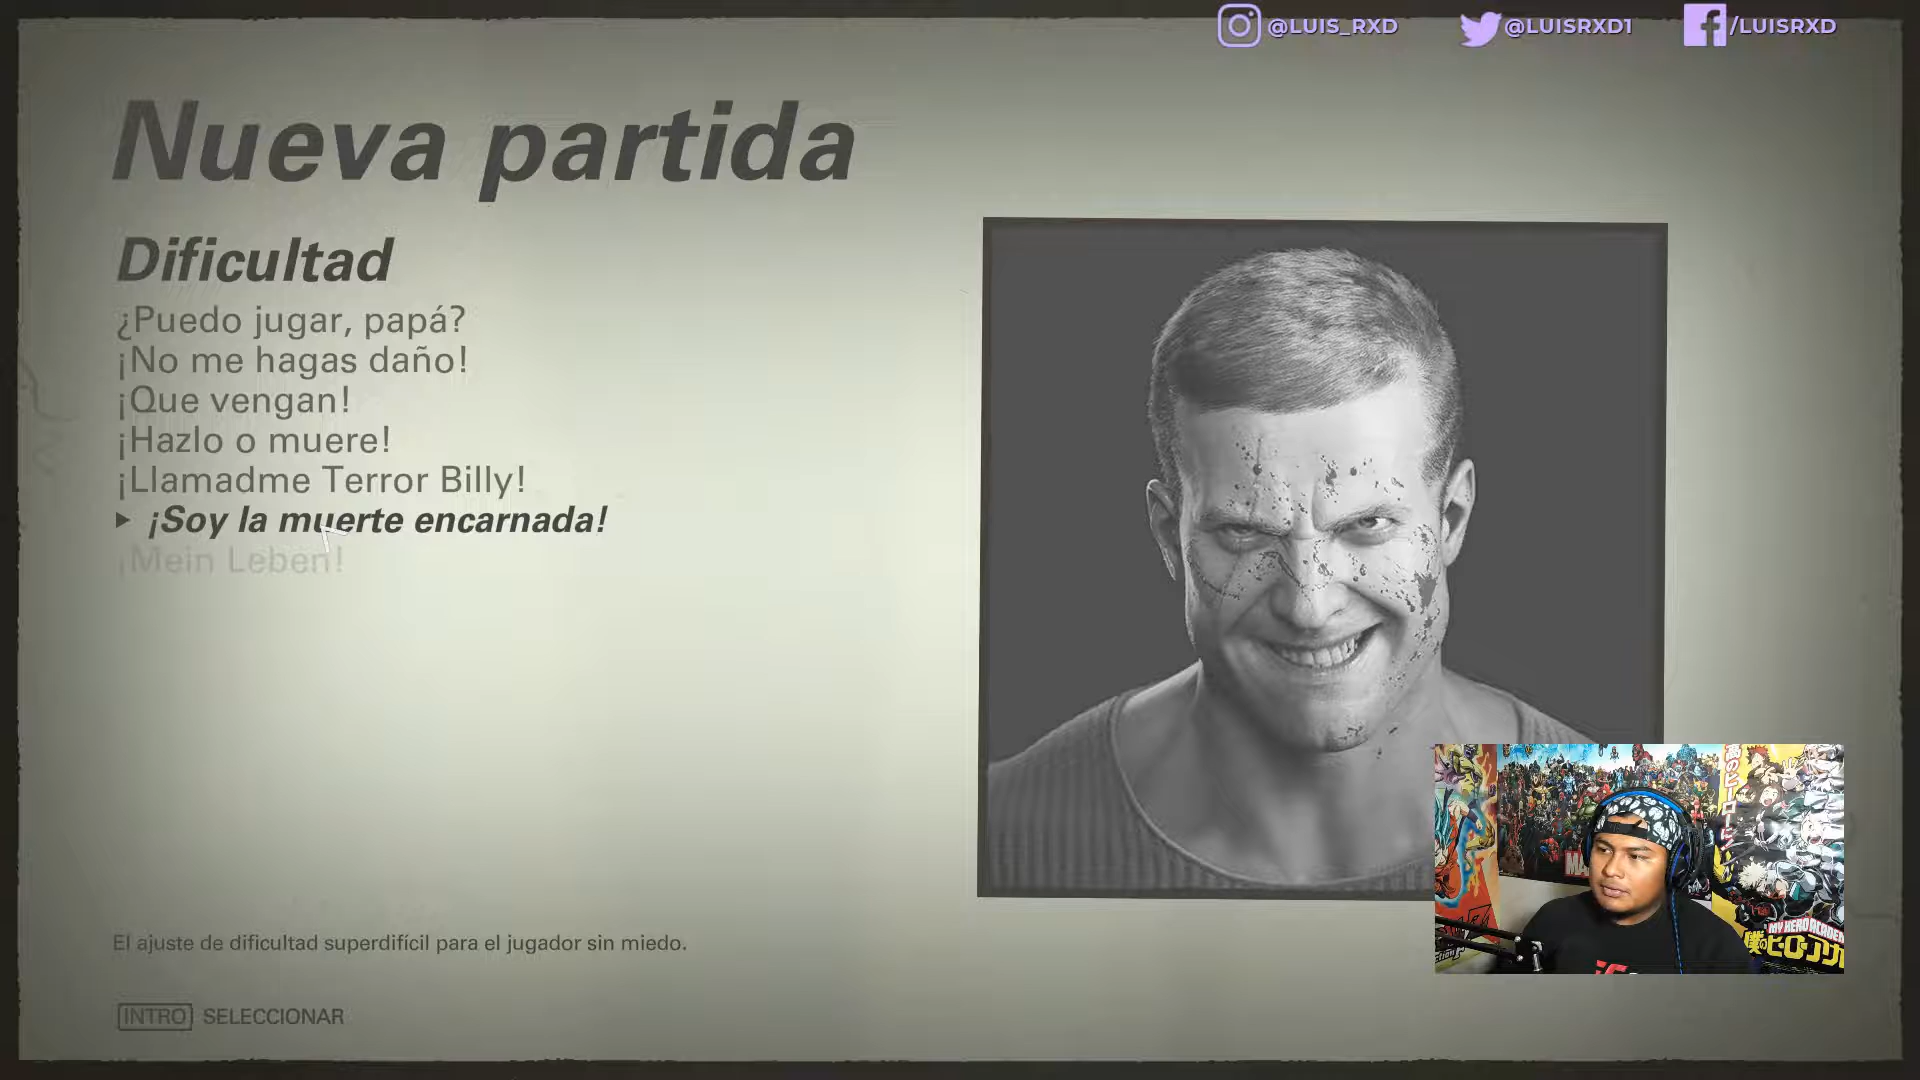 @LUIS_RXD
@LUISRXD1
/LUISRXD
Nueva partida
Dificultad
¿Puedo jugar, papá?
¡No me hagas daño!
¡Que vengan!
¡Hazlo o muere!
¡Llamadme Terror Billy!
¡Soy la muerte encarnada!
¡Mein Leben!
El ajuste de dificultad superdifícil para el jugador sin miedo.
INTRO SELECCIONAR